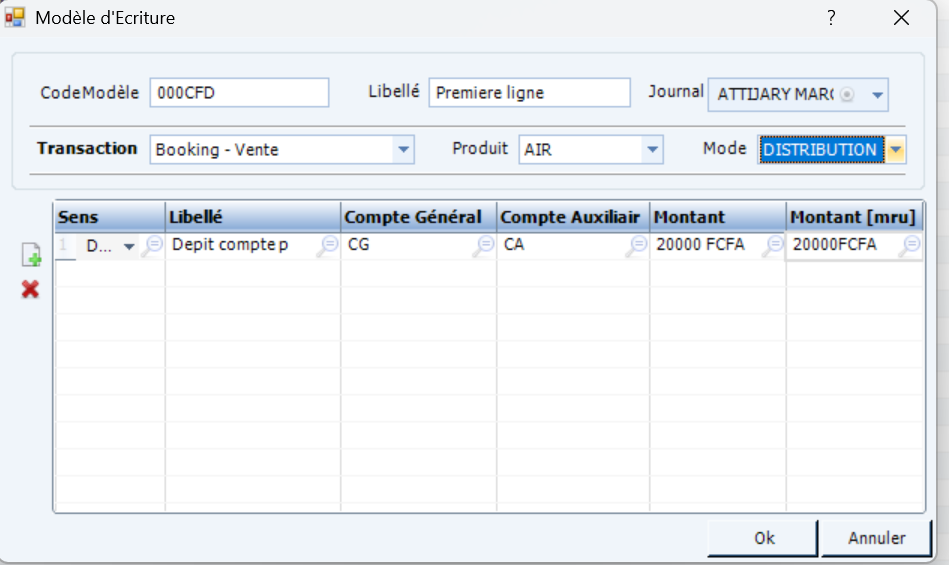 Modèle d'Ecriture ?
CodeModèle 000CFD Libellé Premiere ligne Journal ATTIJARY MAR(
Transaction Booking - Vente Produit AIR Mode DISTRIBUTION
Sens Libellé Compte Général Compte Auxiliair Montant Montant [mru]
1 D... Depit compte p CG CA 20000 FCFA 20000FCFA
Ok Annuler